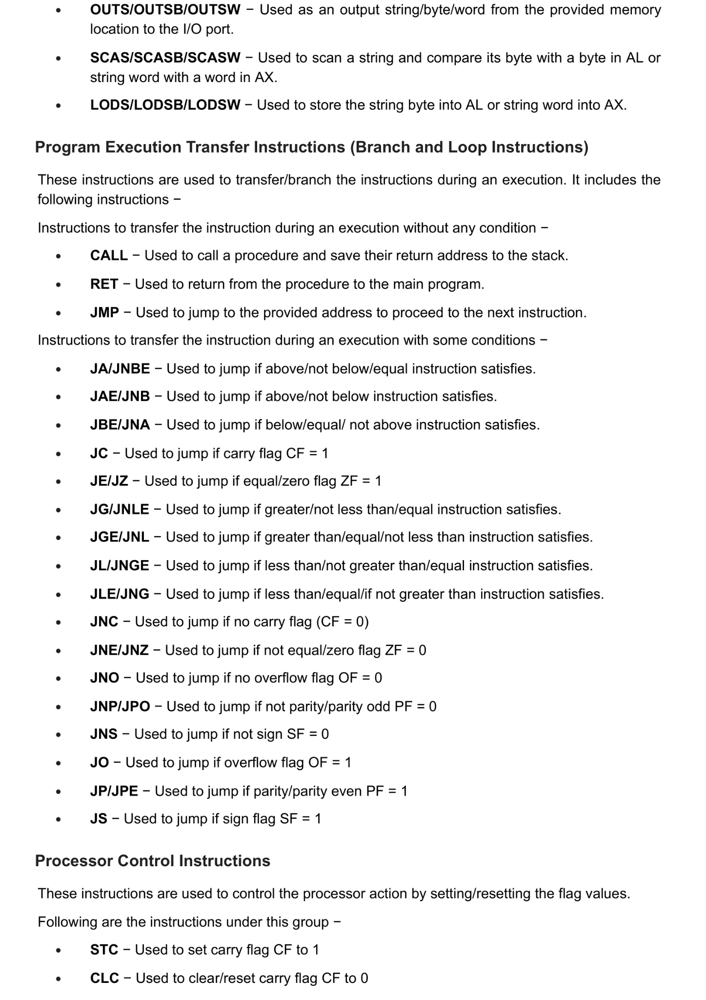 • OUTS/OUTSB/OUTSW − Used as an output string/byte/word from the provided memory
location to the I/O port.
• SCAS/SCASB/SCASW − Used to scan a string and compare its byte with a byte in AL or
string word with a word in AX.
• LODS/LODSB/LODSW − Used to store the string byte into AL or string word into AX.
Program Execution Transfer Instructions (Branch and Loop Instructions)
These instructions are used to transfer/branch the instructions during an execution. It includes the
following instructions −
Instructions to transfer the instruction during an execution without any condition −
• CALL − Used to call a procedure and save their return address to the stack.
• RET − Used to return from the procedure to the main program.
• JMP − Used to jump to the provided address to proceed to the next instruction.
Instructions to transfer the instruction during an execution with some conditions −
• JA/JNBE − Used to jump if above/not below/equal instruction satisfies.
• JAE/JNB − Used to jump if above/not below instruction satisfies.
• JBE/JNA − Used to jump if below/equal/ not above instruction satisfies.
• JC − Used to jump if carry flag CF = 1
• JE/JZ − Used to jump if equal/zero flag ZF = 1
• JG/JNLE − Used to jump if greater/not less than/equal instruction satisfies.
• JGE/JNL − Used to jump if greater than/equal/not less than instruction satisfies.
• JL/JNGE − Used to jump if less than/not greater than/equal instruction satisfies.
• JLE/JNG − Used to jump if less than/equal/if not greater than instruction satisfies.
• JNC − Used to jump if no carry flag (CF = 0)
• JNE/JNZ − Used to jump if not equal/zero flag ZF = 0
• JNO − Used to jump if no overflow flag OF = 0
• JNP/JPO − Used to jump if not parity/parity odd PF = 0
• JNS − Used to jump if not sign SF = 0
• JO − Used to jump if overflow flag OF = 1
• JP/JPE − Used to jump if parity/parity even PF = 1
• JS − Used to jump if sign flag SF = 1
Processor Control Instructions
These instructions are used to control the processor action by setting/resetting the flag values.
Following are the instructions under this group −
• STC − Used to set carry flag CF to 1
• CLC − Used to clear/reset carry flag CF to 0